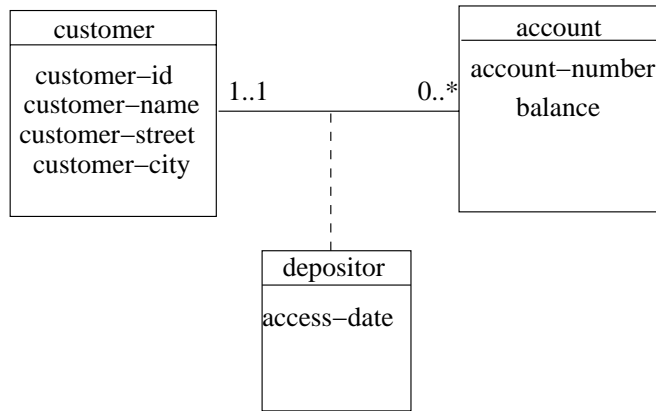 customer
customer−id
customer−name
customer−street
customer−city
1..1
0..*
account
account−number
balance
depositor
access−date